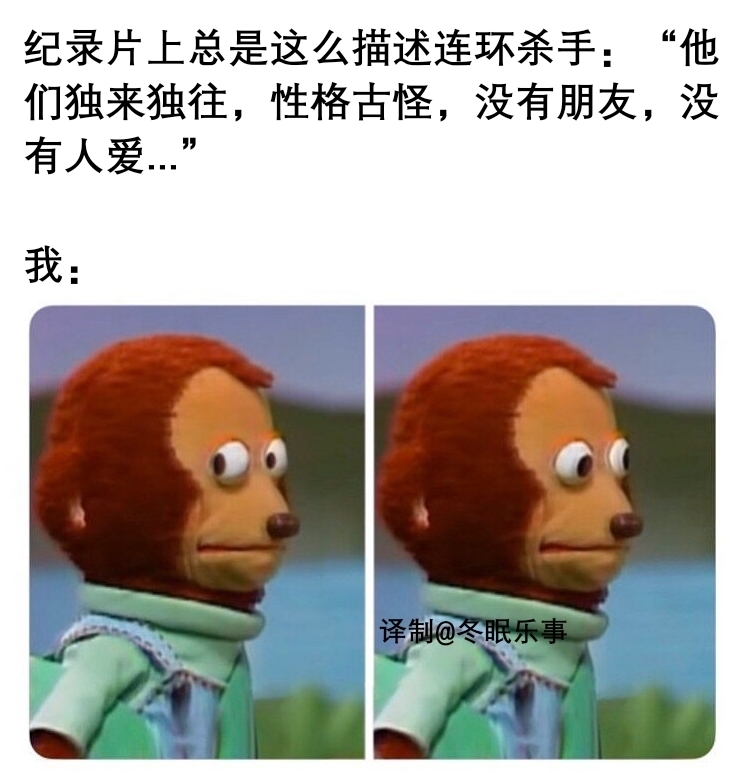 纪录片上总是这么描述连环杀手：“他
们独来独往，性格古怪，没有朋友，没
有人爱...”
我：
译制@冬眠乐事